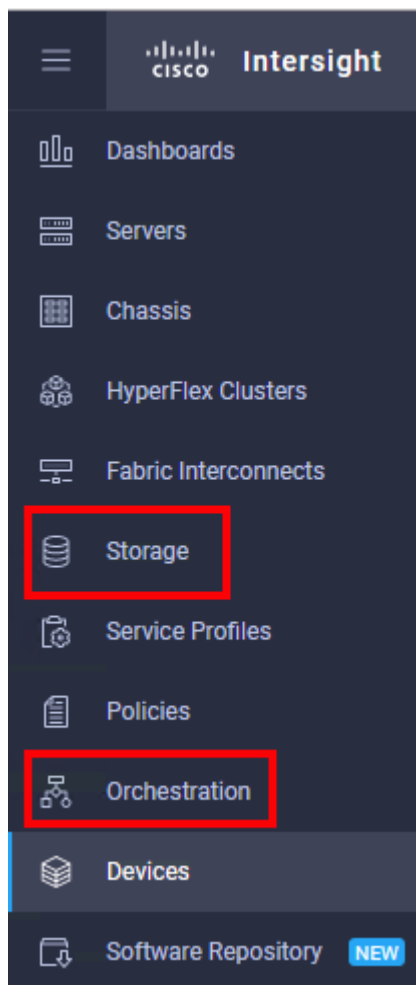 CISCO Intersight
Dashboards
Servers
Chassis
HyperFlex Clusters
Fabric Interconnects
Storage
Service Profiles
Policies
Orchestration
Devices
Software Repository NEW